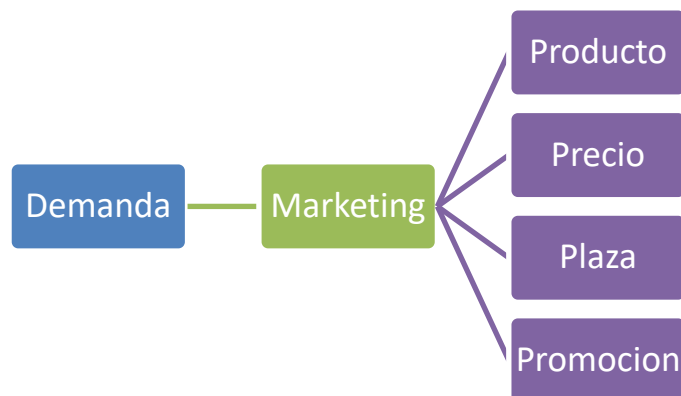 Producto
Precio
Demanda
Marketing
Plaza
Promocion